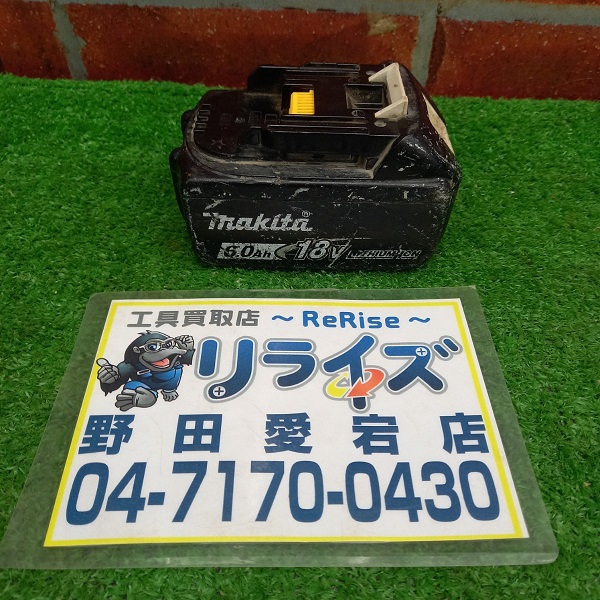 makita®
6.0Ah 18V LITHIUM-ION
工具買取店 ～ReRise～
リライズ
野田愛宕店
04-7170-0430